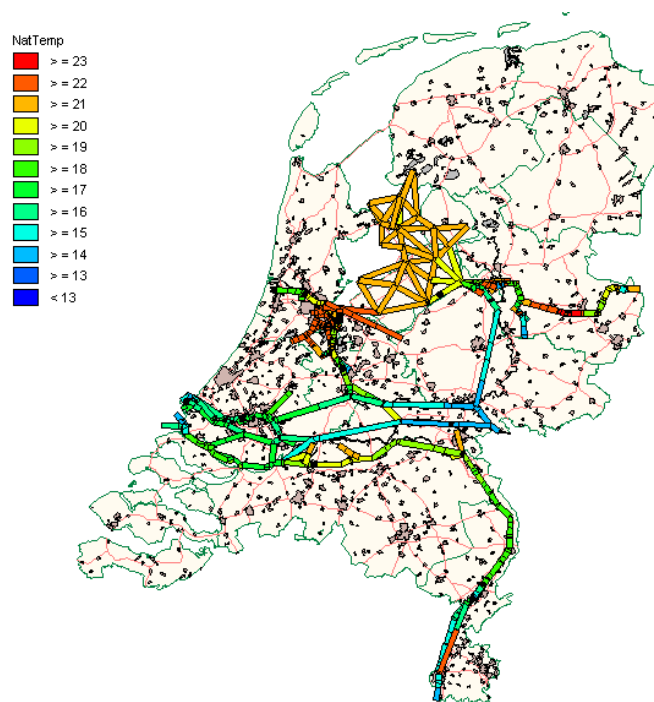 NatTemp
> = 23
> = 22
> = 21
> = 20
> = 19
> = 18
> = 17
> = 16
> = 15
> = 14
> = 13
< 13